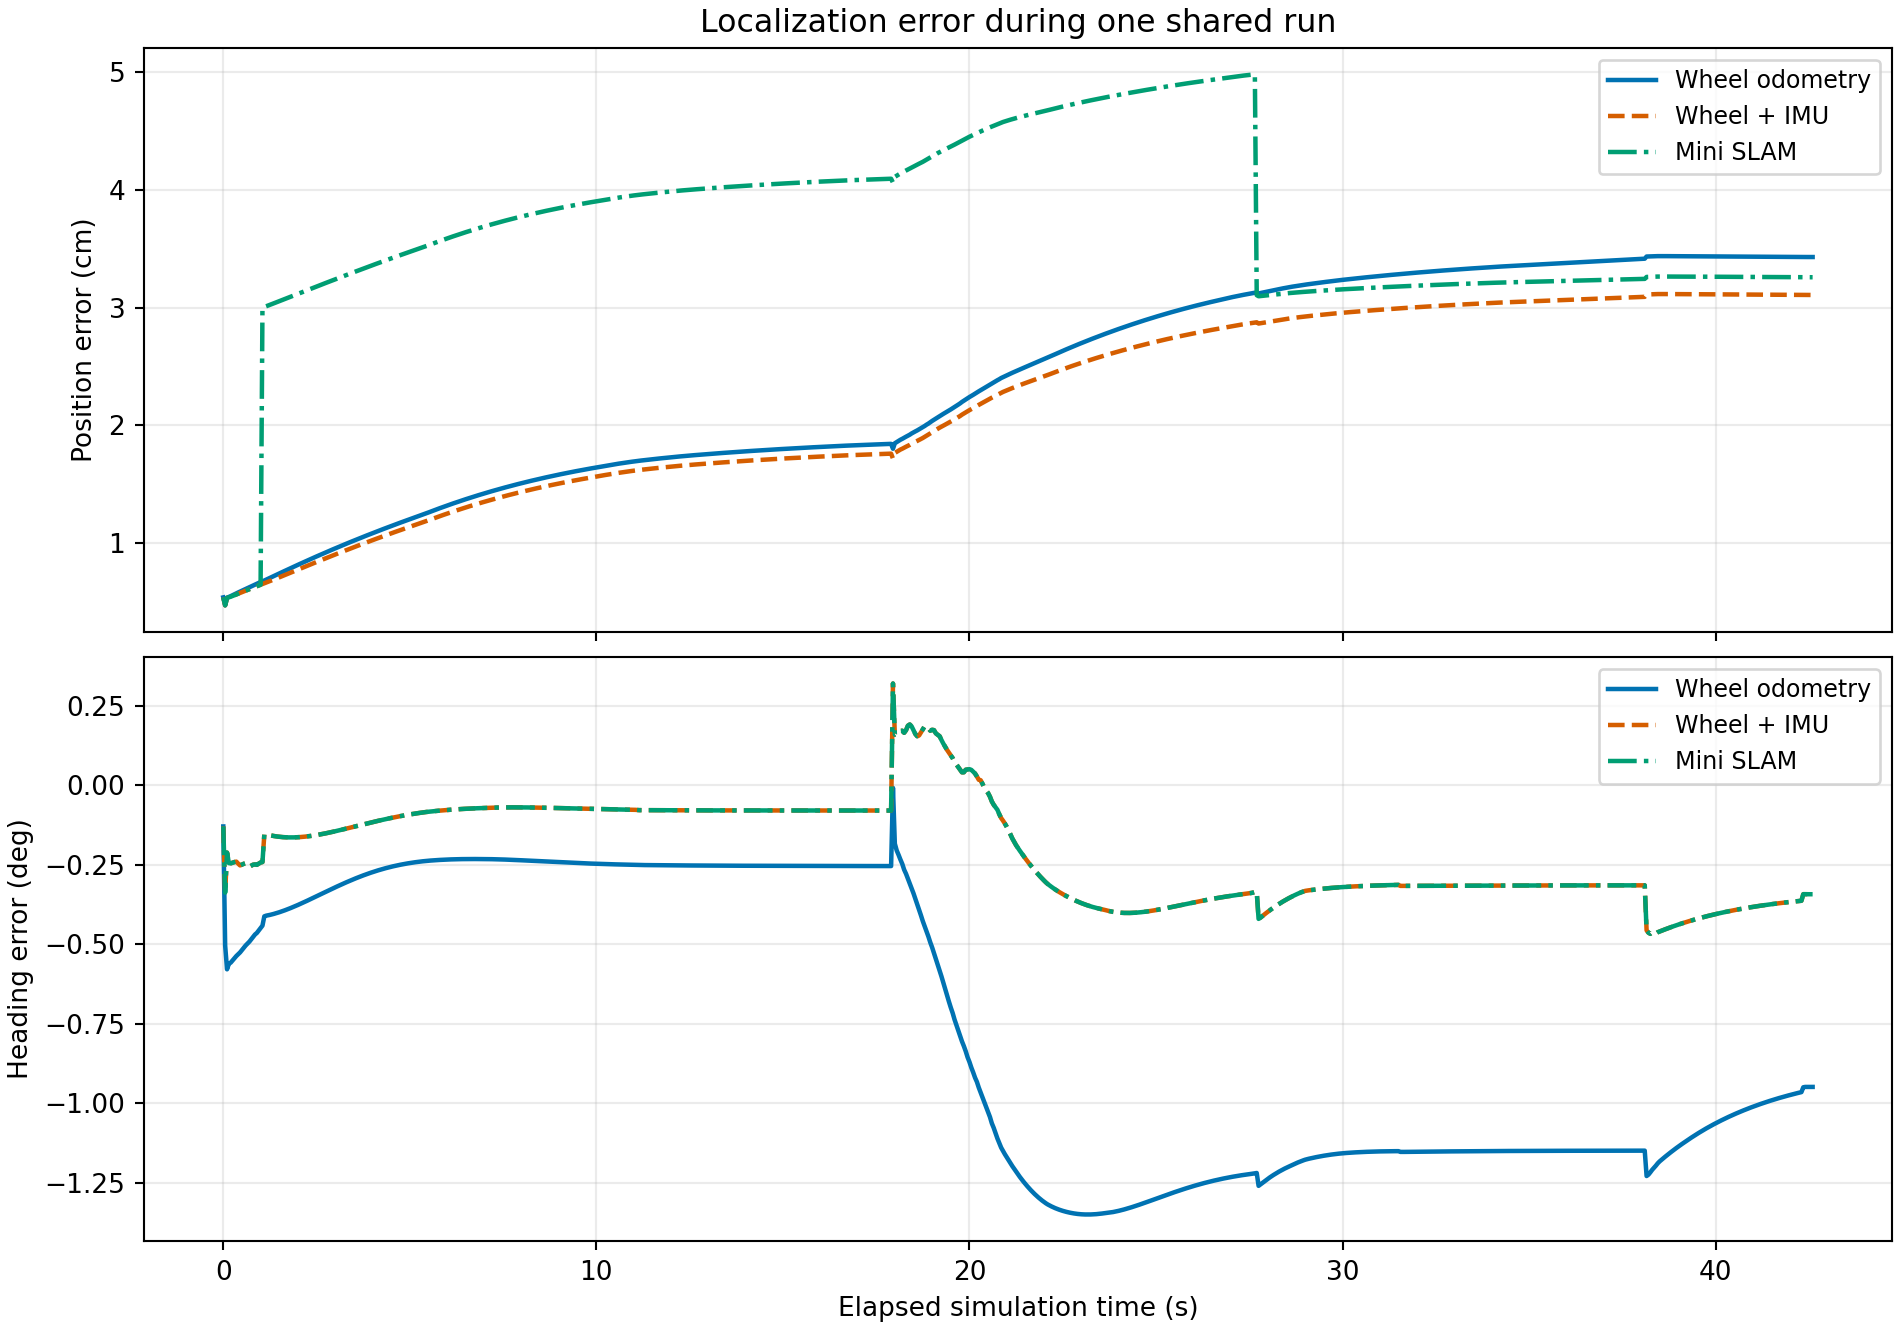 Localization error during one shared run
Position error (cm)
5
4
3
2
1
Wheel odometry
Wheel + IMU
Mini SLAM
Heading error (deg)
0.25
0.00
−0.25
−0.50
−0.75
−1.00
−1.25
Wheel odometry
Wheel + IMU
Mini SLAM
0 10 20 30 40
Elapsed simulation time (s)